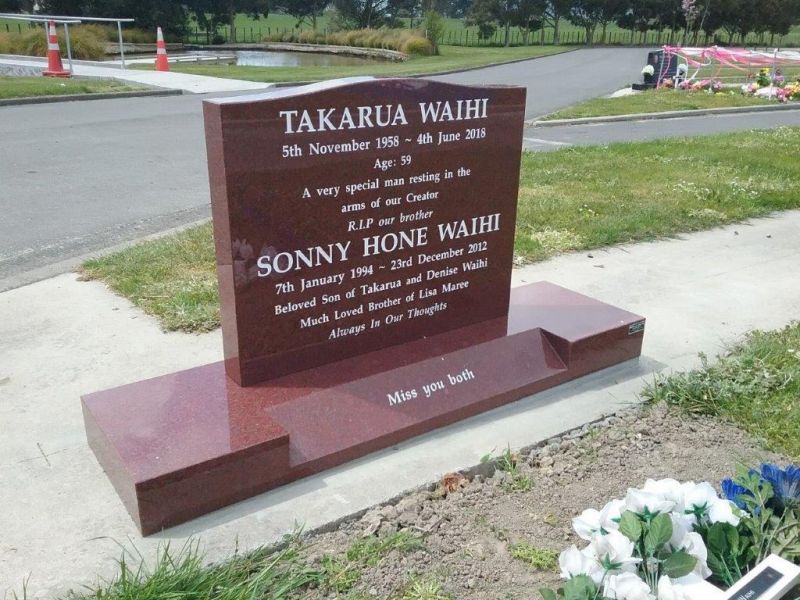 TAKARUA WAIHI
5th November 1958 ~ 4th June 2018
Age: 59
A very special man resting in the
arms of our Creator
R.I.P our brother
SONNY HONE WAIHI
7th January 1994 ~ 23rd December 2012
Beloved Son of Takarua and Denise Waihi
Much Loved Brother of Lisa Maree
Always In Our Thoughts
Miss you both